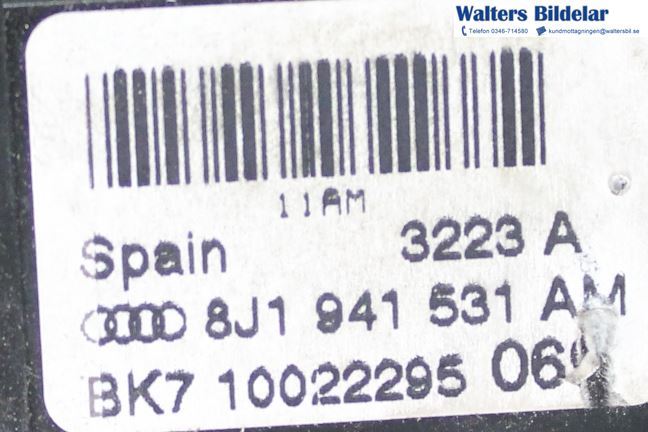 Walters Bildelar
Telefon 0346-714580 kundmottagningen@waltersbil.se
11AM
Spain 3223 A
8J1 941 531 AM
BK7 10022295